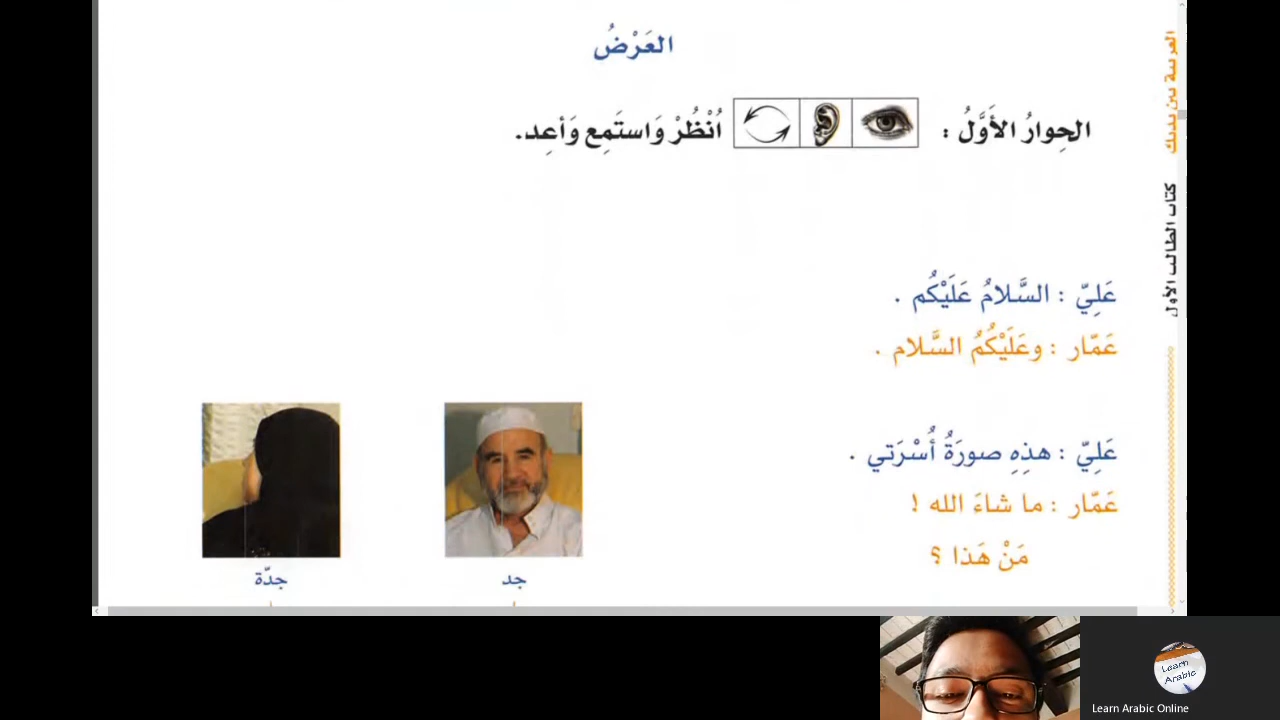 العَرْضُ
الحِوارُ الأَوَّلُ : اُنْظُرْ وَاستَمِع وَأعِد.
عَلِيّ : السَّلامُ عَلَيْكُم .
عَمّار : وعَلَيْكُمُ السَّلام .
عَلِيّ : هذِهِ صورَةُ أُسْرَتي .
عَمّار : ما شاءَ الله !
مَنْ هَذا ؟
جد
جدّة
العربية بين يديك
كتاب الطالب الأول
Learn Arabic
Learn Arabic Online